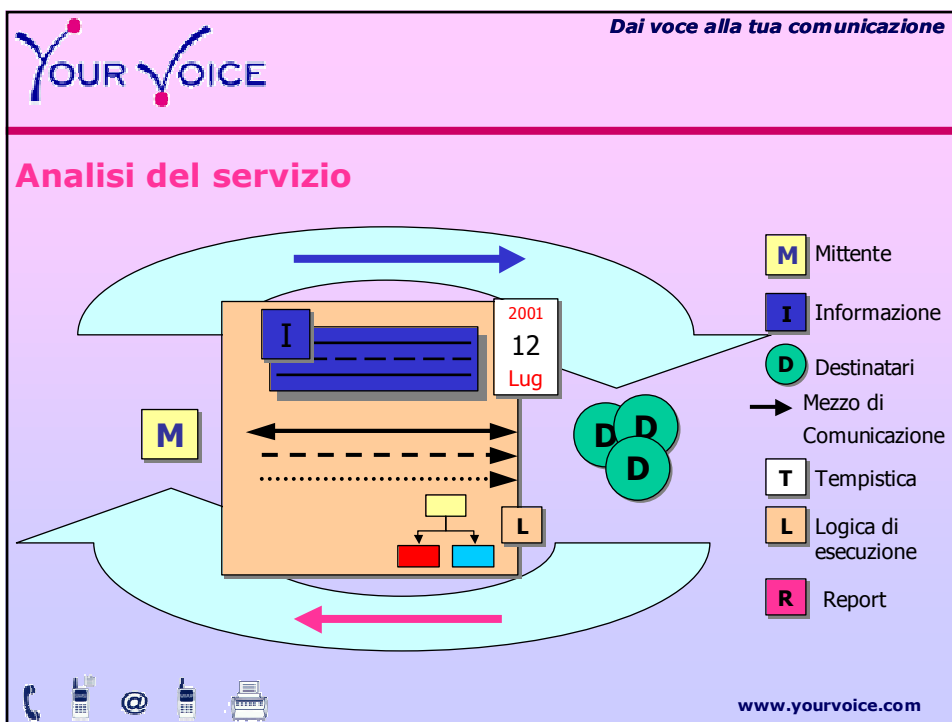 Dai voce alla tua comunicazione
YOUR VOICE
Analisi del servizio
M Mittente
I Informazione
D Destinatari
Mezzo di
Comunicazione
T Tempistica
L Logica di
esecuzione
R Report
I
2001
12
Lug
M
D D
D
L
@
www.yourvoice.com